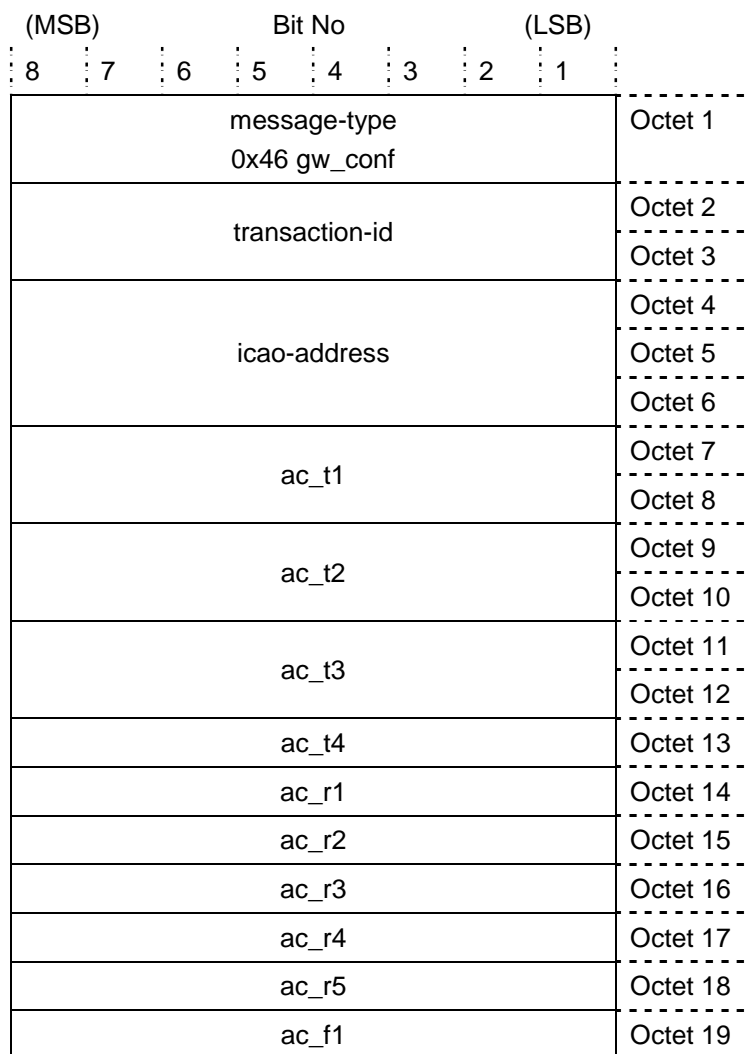 (MSB) Bit No (LSB)
8 7 6 5 4 3 2 1
message-type Octet 1
0x46 gw_conf
Octet 2
transaction-id
Octet 3
Octet 4
icao-address Octet 5
Octet 6
Octet 7
ac_t1
Octet 8
Octet 9
ac_t2
Octet 10
Octet 11
ac_t3
Octet 12
ac_t4 Octet 13
ac_r1 Octet 14
ac_r2 Octet 15
ac_r3 Octet 16
ac_r4 Octet 17
ac_r5 Octet 18
ac_f1 Octet 19